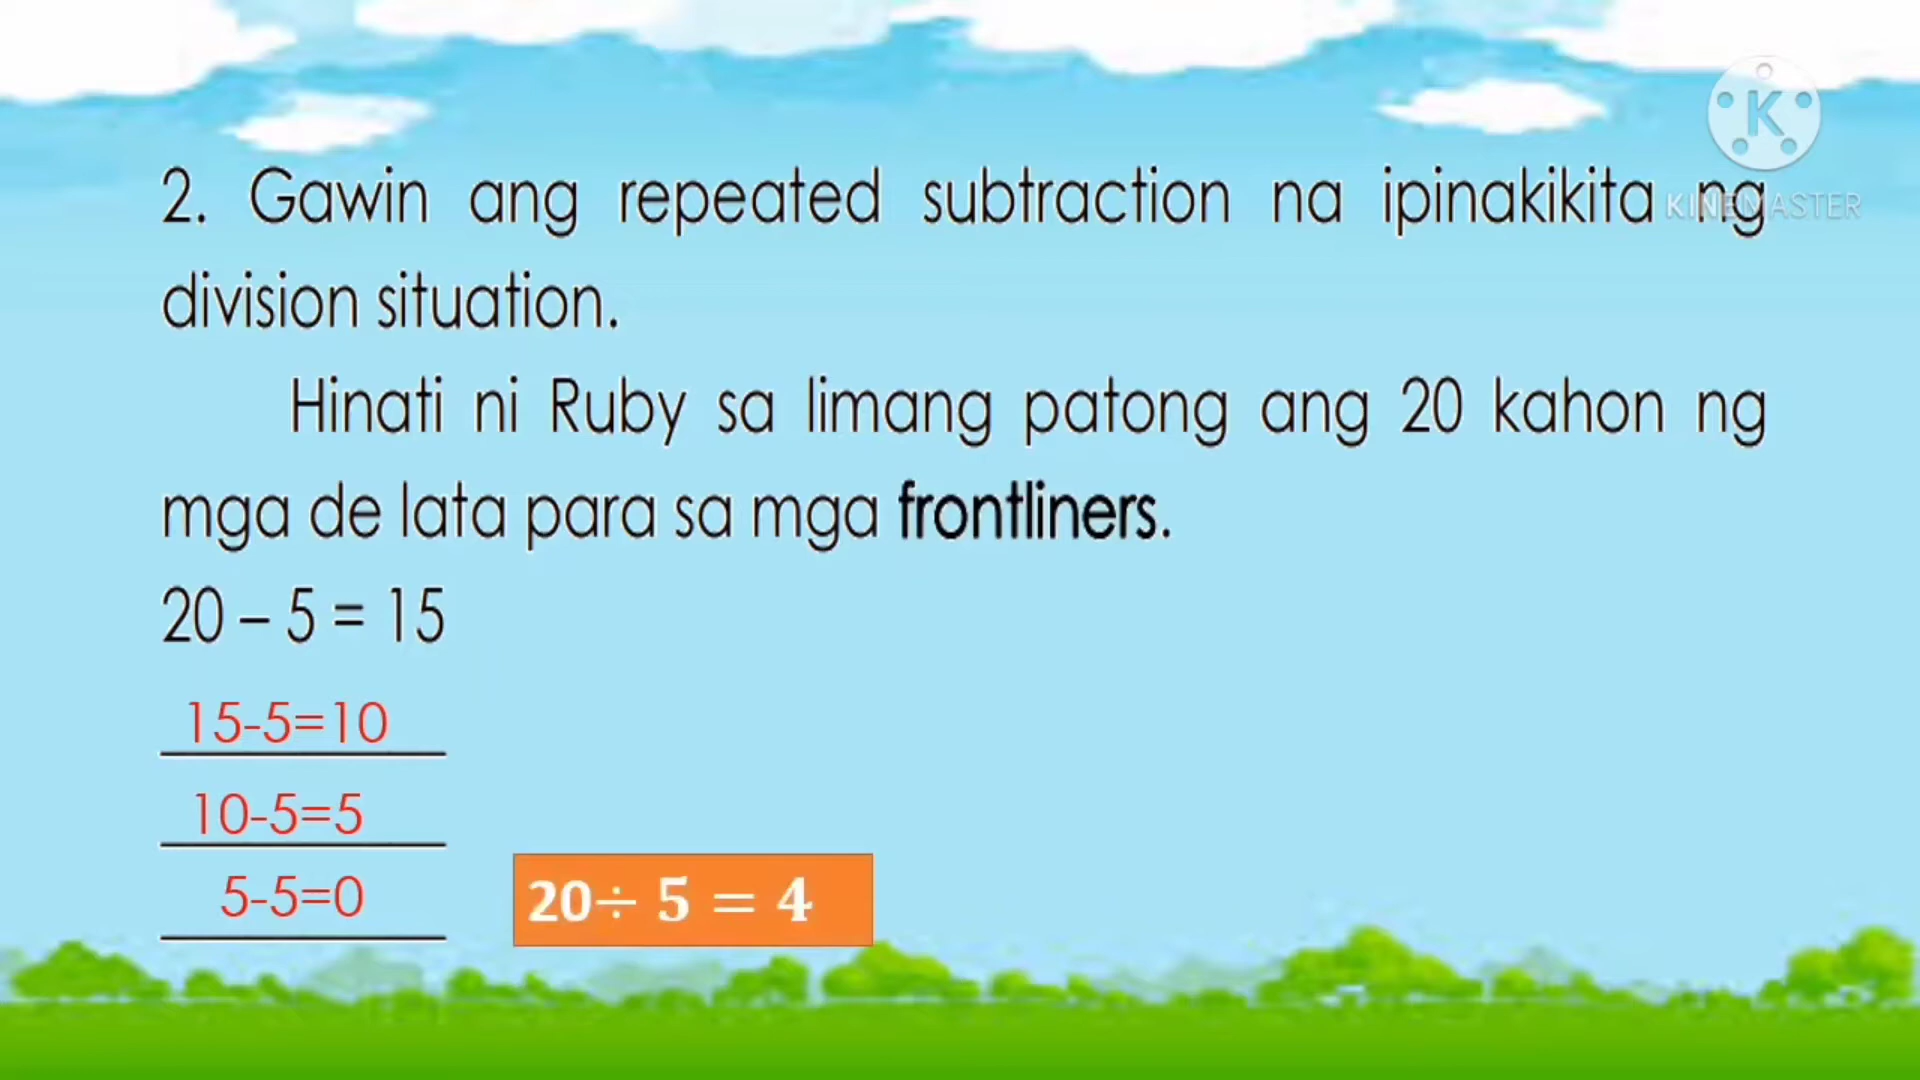 2. Gawin ang repeated subtraction na ipinakikita ng
division situation.
Hinati ni Ruby sa limang patong ang 20 kahon ng
mga de lata para sa mga frontliners.
20 – 5 = 15
15-5=10
10-5=5
5-5=0
20÷ 5 = 4
K
KINEMASTER